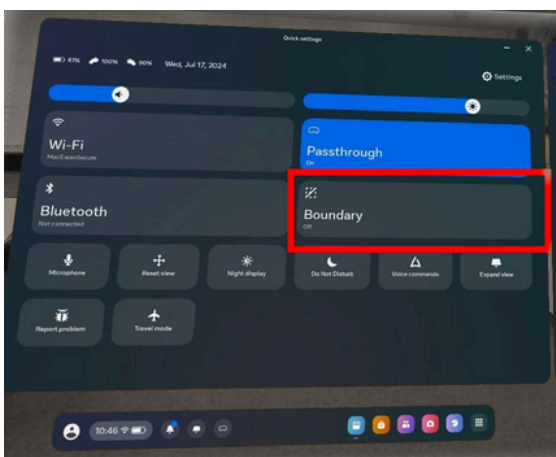 Quick settings
61% 100% 90% Wed, Jul 17, 2024
Settings
Wi-Fi
MacEwanSecure
Passthrough
On
Bluetooth
Not connected
Boundary
Off
Microphone
Reset view
Night display
Do Not Disturb
Voice commands
Expand view
Report problem
Travel mode
10:46